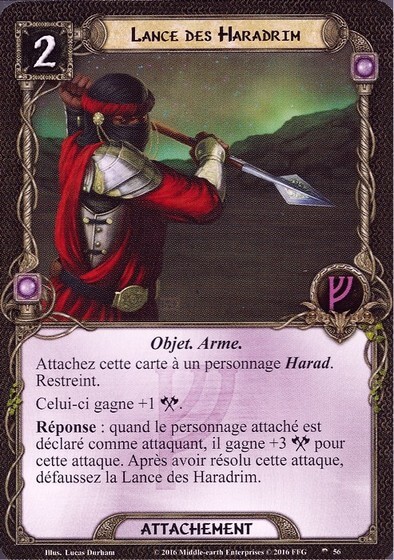 2
Lance des Haradrim
Objet. Arme.
Attachez cette carte à un personnage Harad.
Restreint.
Celui-ci gagne +1 .
Réponse : quand le personnage attaché est
déclaré comme attaquant, il gagne +3 pour
cette attaque. Après avoir résolu cette attaque,
défaussez la Lance des Haradrim.
Attachement
Illus. Lucas Durham © 2016 Middle-earth Enterprises © 2016 FFG 56